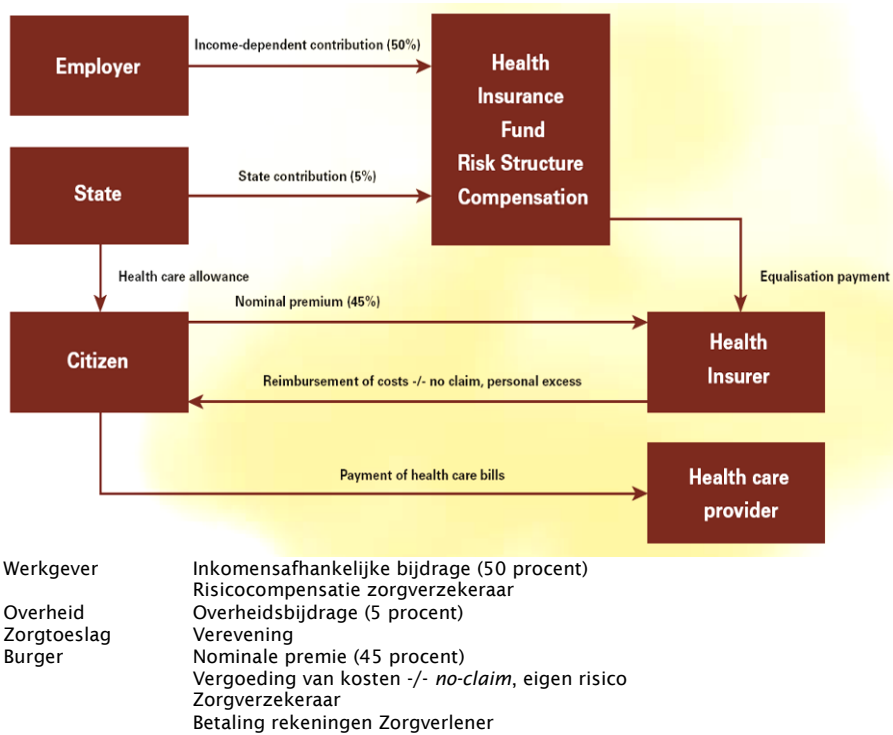 Employer
Income-dependent contribution (50%)
Health
Insurance
Fund
Risk Structure
Compensation
State
State contribution (5%)
Health care allowance
Equalisation payment
Nominal premium (45%)
Citizen
Health
Insurer
Reimbursement of costs -/- no claim, personal excess
Payment of health care bills
Health care
provider
Werkgever Inkomensafhankelijke bijdrage (50 procent)
Risicocompensatie zorgverzekeraar
Overheid Overheidsbijdrage (5 procent)
Zorgtoeslag Verevening
Burger Nominale premie (45 procent)
Vergoeding van kosten -/- no-claim, eigen risico
Zorgverzekeraar
Betaling rekeningen Zorgverlener